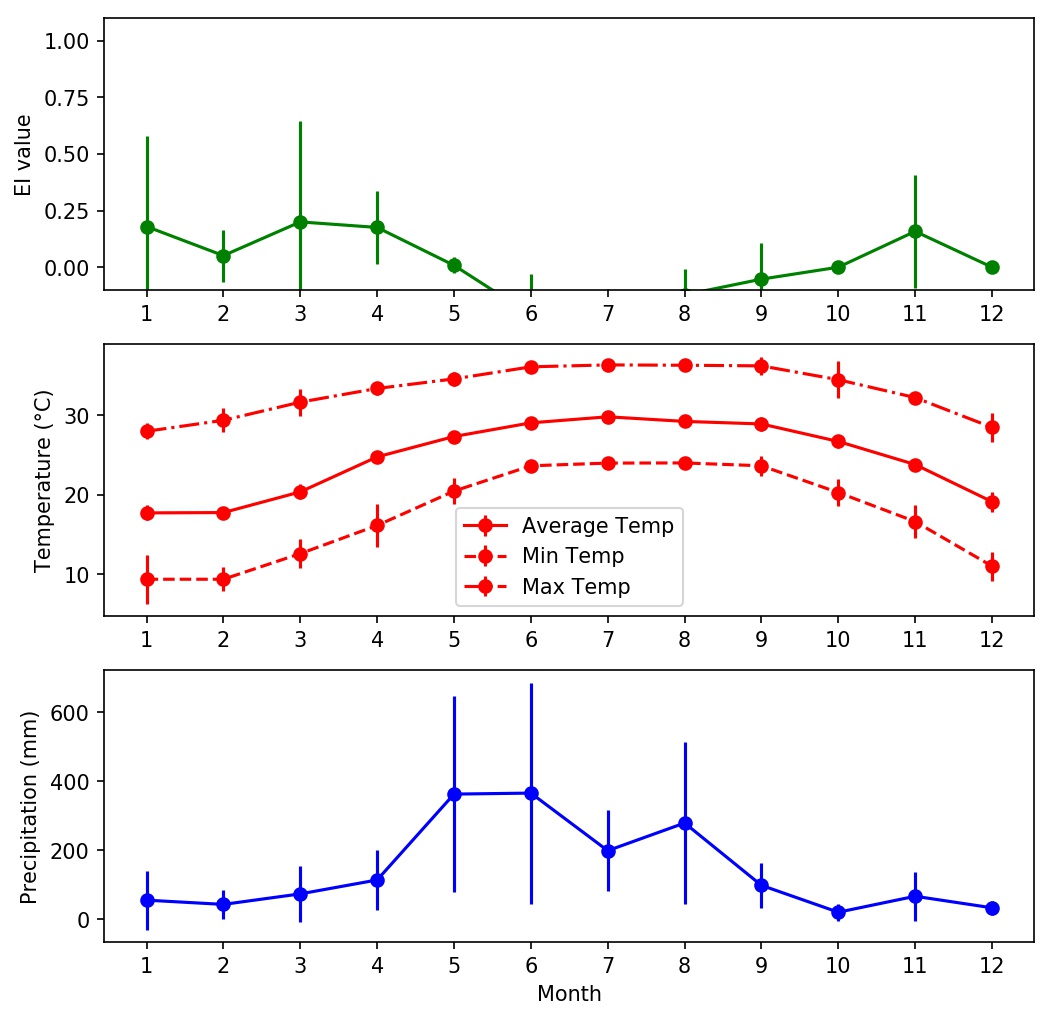 EI value
1.00
0.75
0.50
0.25
0.00
1 2 3 4 5 6 7 8 9 10 11 12
Temperature (°C)
30
20
10
Average Temp
Min Temp
Max Temp
1 2 3 4 5 6 7 8 9 10 11 12
Precipitation (mm)
600
400
200
0
1 2 3 4 5 6 7 8 9 10 11 12
Month